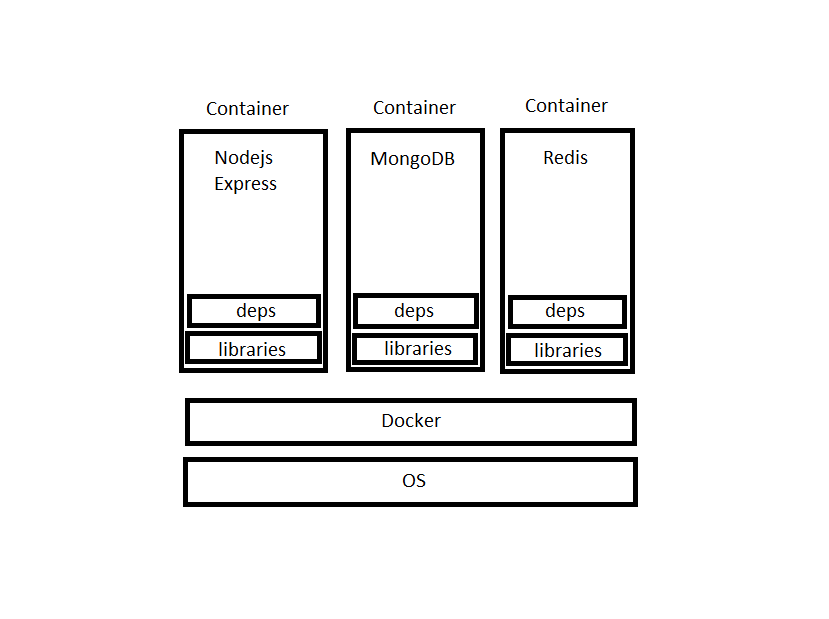 Container
Nodejs
Express
deps
libraries
Container
MongoDB
deps
libraries
Container
Redis
deps
libraries
Docker
OS